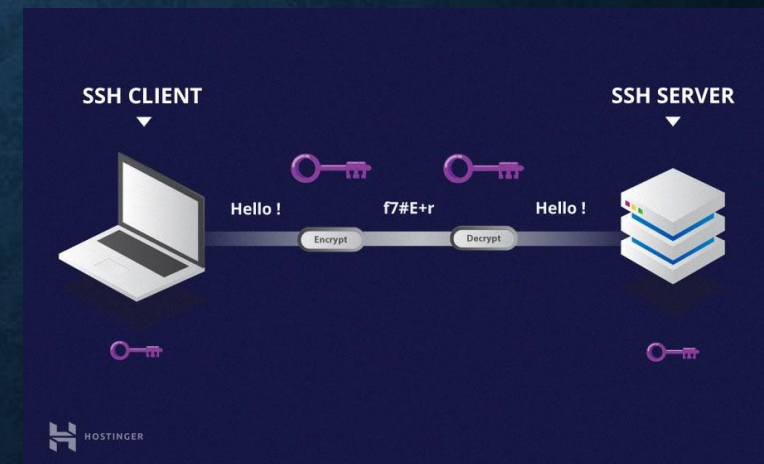 SSH CLIENT
SSH SERVER
Hello !
f7#E+r
Hello !
Encrypt
Decrypt
HOSTINGER